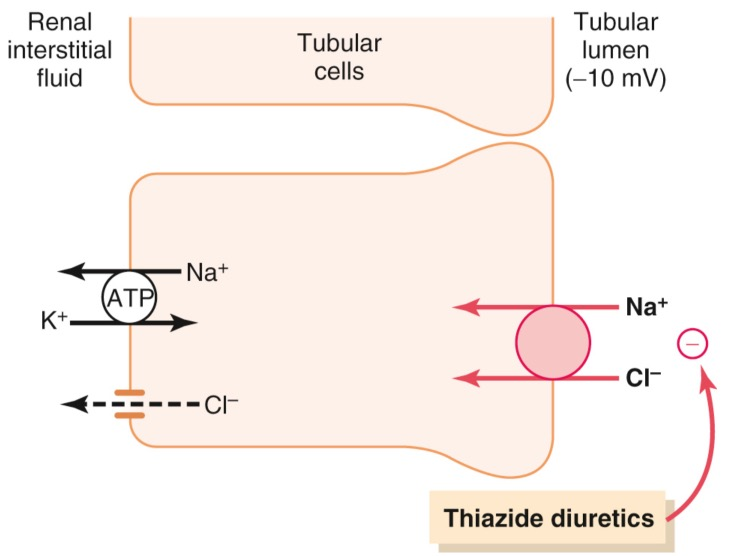 Renal
interstitial
fluid
Tubular
cells
Tubular
lumen
(–10 mV)
Na⁺
ATP
K⁺
Cl⁻
Na⁺
–
Cl⁻
Thiazide diuretics